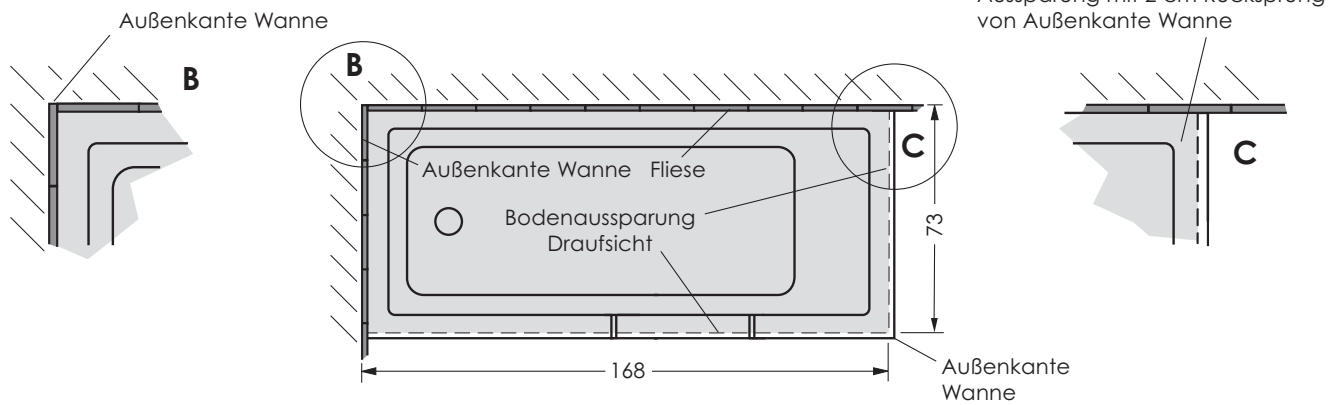 Außenkante Wanne
B
B
Aussparung mit 2 cm Rücksprung
von Außenkante Wanne
C
C
Außenkante Wanne
Fliese
Bodenaussparung
Draufsicht
73
168
Außenkante
Wanne